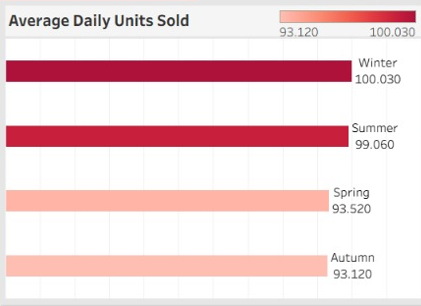 Average Daily Units Sold
93.120 100.030
Winter
100.030
Summer
99.060
Spring
93.520
Autumn
93.120